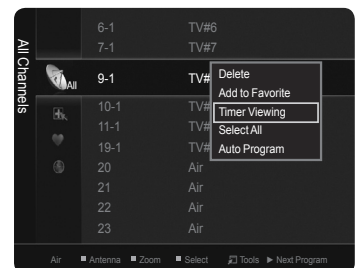 All Channels
6-1 TV#6
7-1 TV#7
All 9-1 TV#
10-1 TV#
11-1 TV#
19-1 TV#
20 Air
21 Air
22 Air
23 Air
Delete
Add to Favorite
Timer Viewing
Select All
Auto Program
Air Antenna Zoom Select Tools Next Program